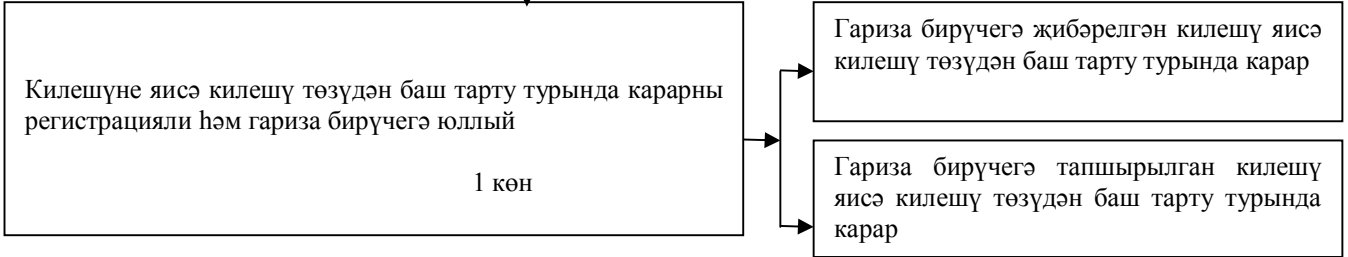 Килешүне яисә килешү төзүдән баш тарту турында карарны
регистрацияли һәм гариза бирүчегә юллый
1 көн
Гариза бирүчегә җибәрелгән килешү яисә
килешү төзүдән баш тарту турында карар
Гариза бирүчегә тапшырылган килешү
яисә килешү төзүдән баш тарту турында
карар